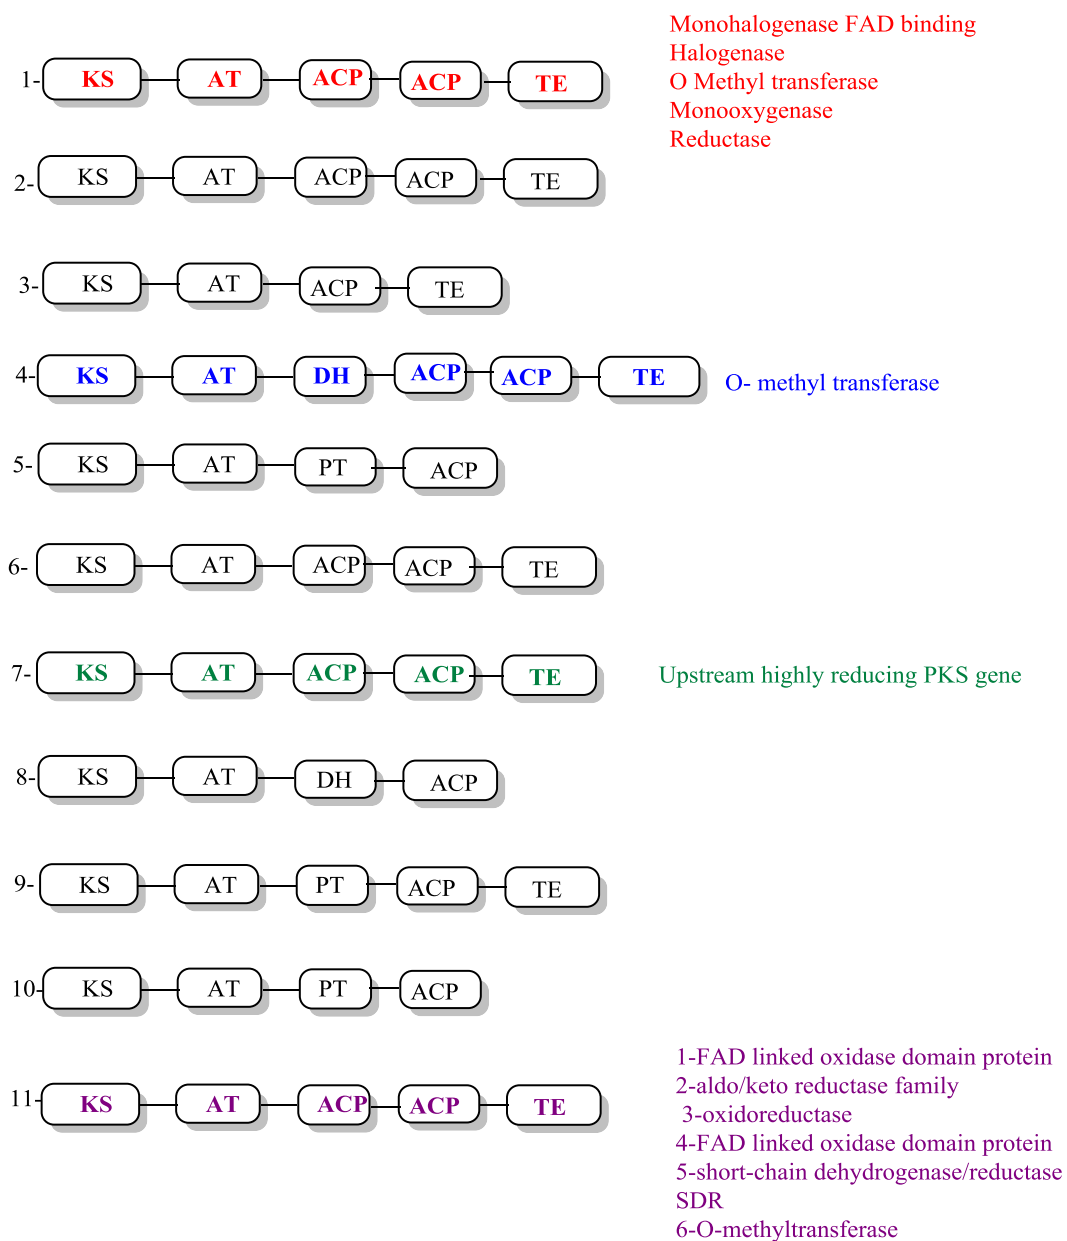 Monohalogenase FAD binding
Halogenase
O Methyl transferase
Monooxygenase
Reductase
1- KS AT ACP ACP TE
2- KS AT ACP ACP TE
3- KS AT ACP TE
4- KS AT DH ACP ACP TE O- methyl transferase
5- KS AT PT ACP
6- KS AT ACP ACP TE
7- KS AT ACP ACP TE Upstream highly reducing PKS gene
8- KS AT DH ACP
9- KS AT PT ACP TE
10- KS AT PT ACP
11- KS AT ACP ACP TE
1-FAD linked oxidase domain protein
2-aldo/keto reductase family
3-oxidoreductase
4-FAD linked oxidase domain protein
5-short-chain dehydrogenase/reductase
SDR
6-O-methyltransferase